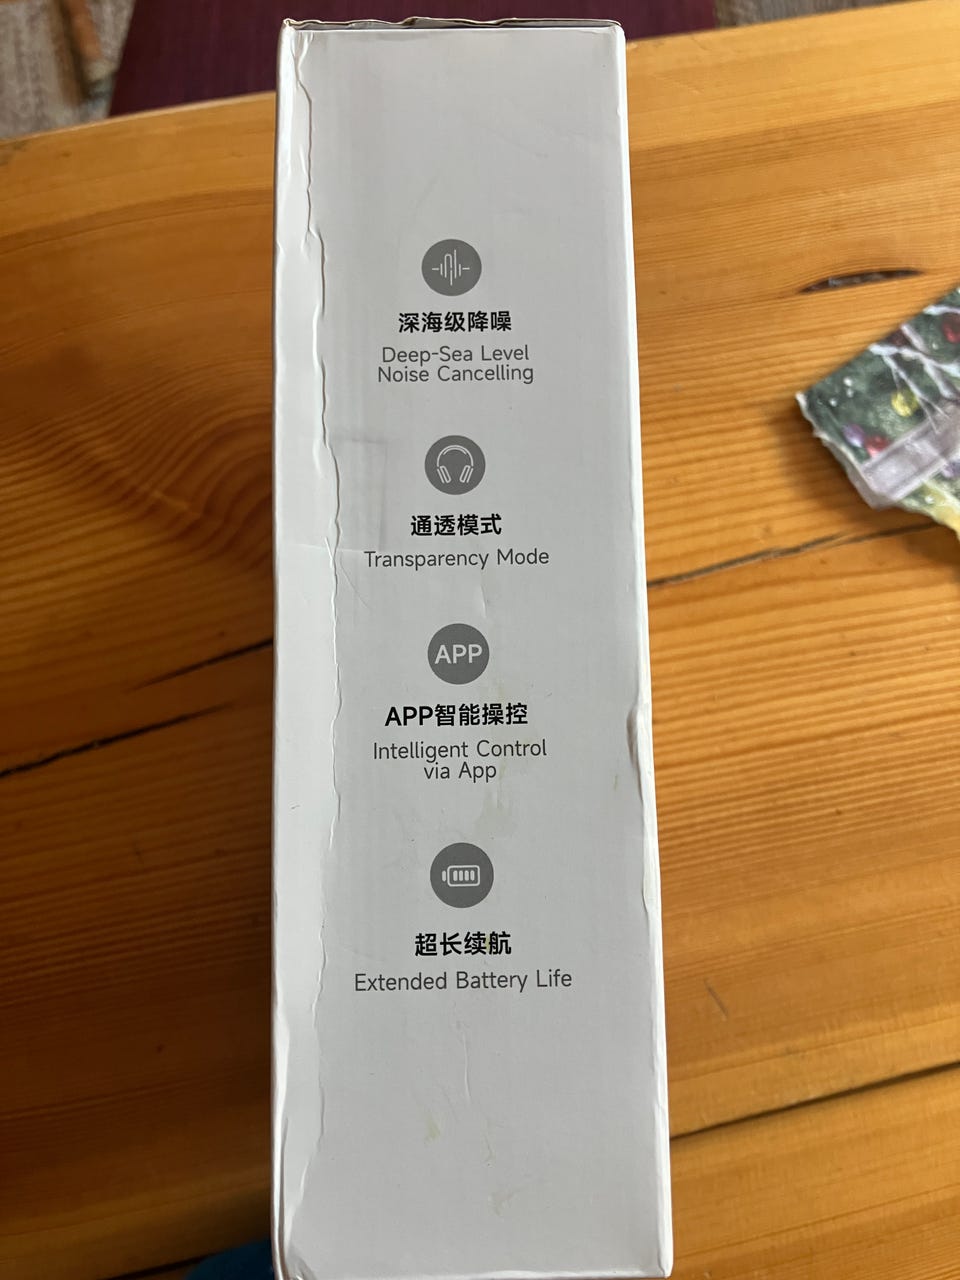 深海级降噪
Deep-Sea Level
Noise Cancelling
通透模式
Transparency Mode
APP
APP智能操控
Intelligent Control
via App
超长续航
Extended Battery Life